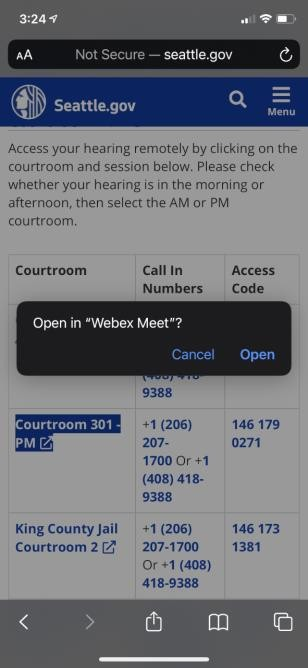 3:24
AA Not Secure — seattle.gov
Seattle.gov
Menu
Access your hearing remotely by clicking on the
courtroom and session below. Please check
whether your hearing is in the morning or
afternoon, then select the AM or PM
courtroom.
Courtroom
Call In
Numbers
Access
Code
Open in “Webex Meet”?
Cancel
Open
(408) 418-
9388
Courtroom 301 -
PM
+1 (206)
207-
1700 Or +1
(408) 418-
9388
146 179
0271
King County Jail
Courtroom 2
+1 (206)
207-1700
Or +1 (408)
418-9388
146 173
1381